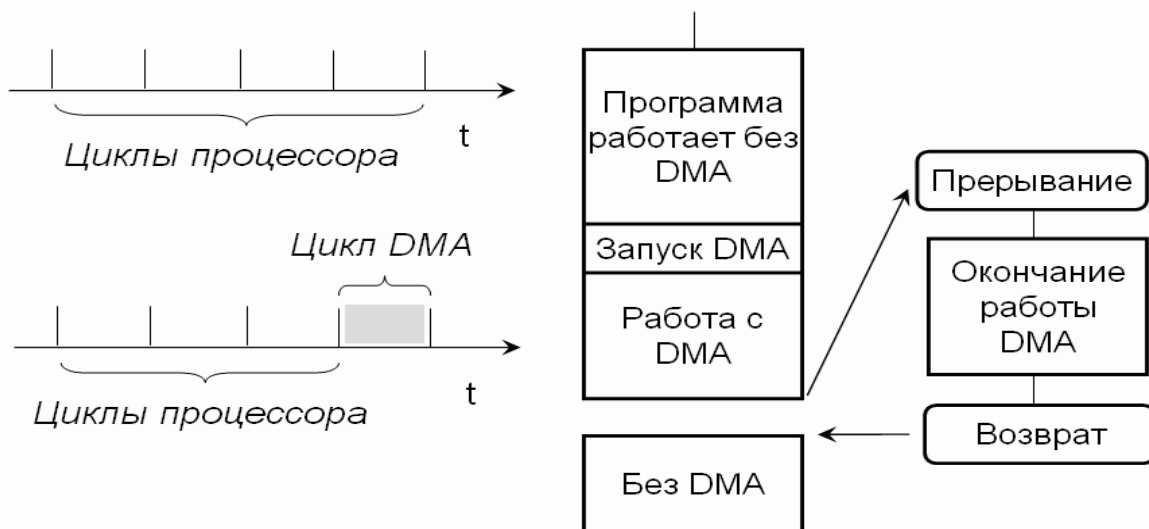 t
Циклы процессора
Цикл DMA
t
Циклы процессора
Программа
работает без
DMA
Запуск DMA
Работа с
DMA
Без DMA
Прерывание
Окончание
работы
DMA
Возврат